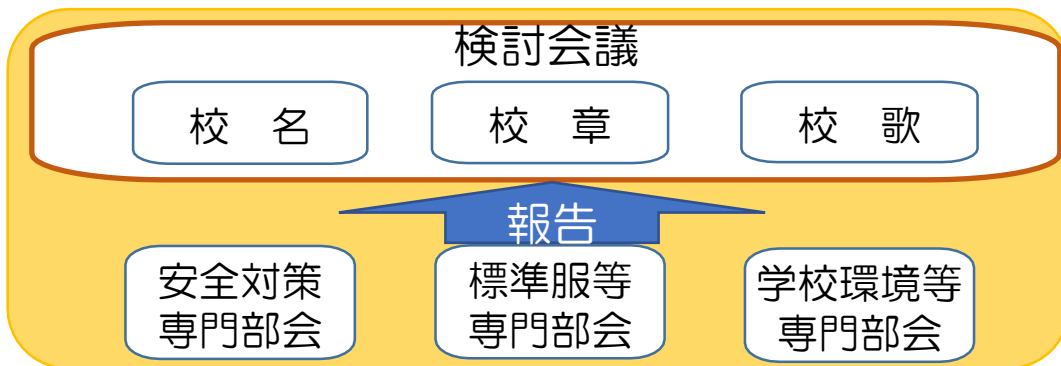 検討会議
校　名
校　章
校　歌
報告
安全対策
専門部会
標準服等
専門部会
学校環境等
専門部会